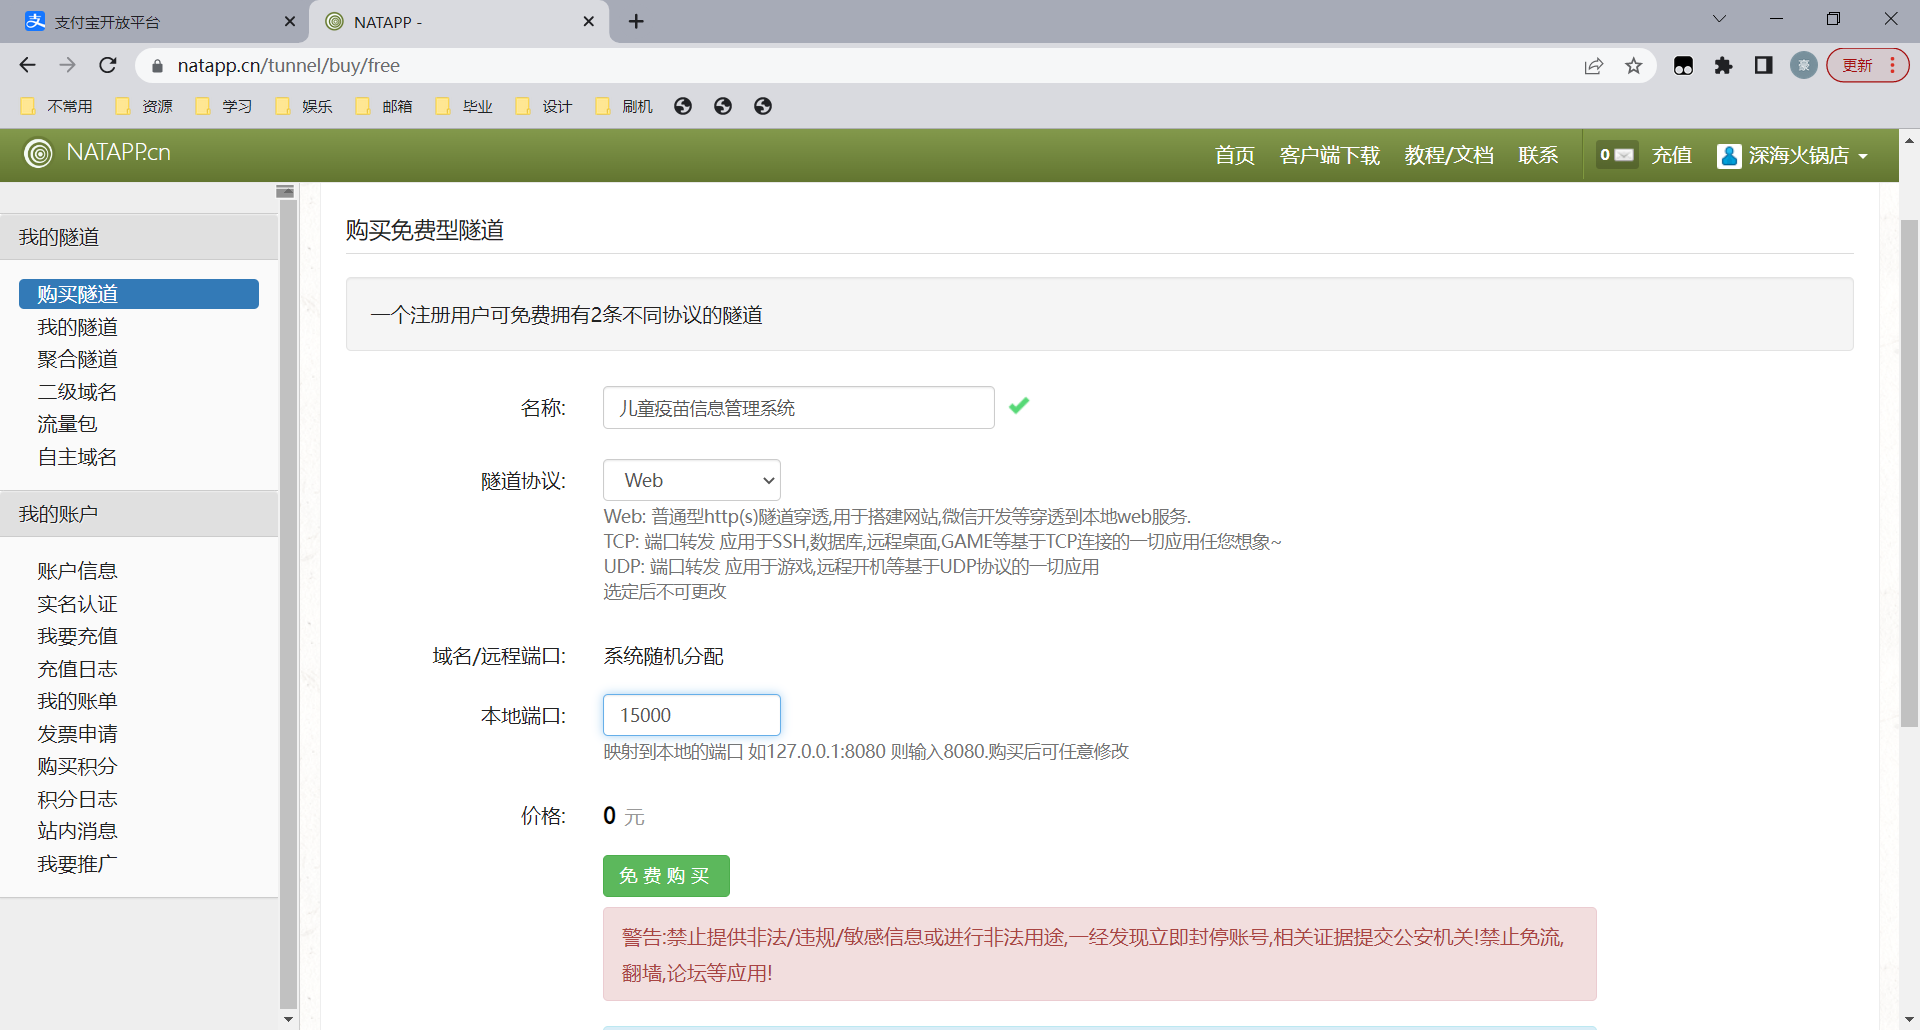 支付宝开放平台
NATAPP -
natapp.cn/tunnel/buy/free
豪
更新
不常用
资源
学习
娱乐
邮箱
毕业
设计
刷机
NATAPP.cn
首页
客户端下载
教程/文档
联系
0
充值
深海火锅店
我的隧道
购买隧道
我的隧道
聚合隧道
二级域名
流量包
自主域名
我的账户
账户信息
实名认证
我要充值
充值日志
我的账单
发票申请
购买积分
积分日志
站内消息
我要推广
购买免费型隧道
一个注册用户可免费拥有2条不同协议的隧道
名称: 儿童疫苗信息管理系统
隧道协议: Web
Web: 普通型http(s)隧道穿透,用于搭建网站,微信开发等穿透到本地web服务.
TCP: 端口转发 应用于SSH,数据库,远程桌面,GAME等基于TCP连接的一切应用任您想象~
UDP: 端口转发 应用于游戏,远程开机等基于UDP协议的一切应用
选定后不可更改
域名/远程端口: 系统随机分配
本地端口: 15000
映射到本地的端口 如127.0.0.1:8080 则输入8080.购买后可任意修改
价格: 0 元
免费购买
警告:禁止提供非法/违规/敏感信息或进行非法用途,一经发现立即封停账号,相关证据提交公安机关!禁止免流,
翻墙,论坛等应用!